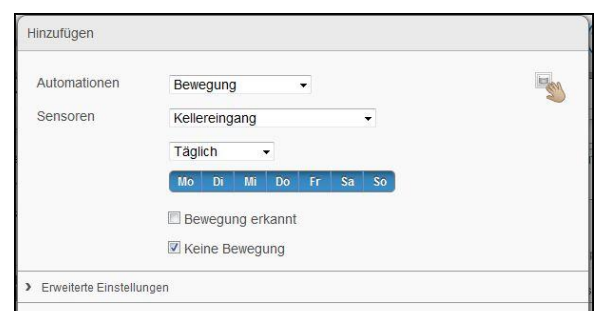 Hinzufügen
Automationen Bewegung
Sensoren Kellereingang
Täglich
Mo Di Mi Do Fr Sa So
Bewegung erkannt
Keine Bewegung
Erweiterte Einstellungen